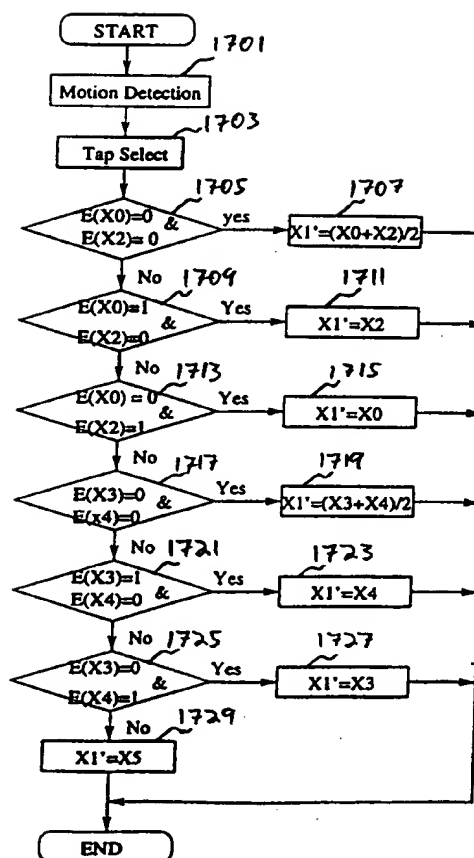 START
1701
Motion Detection
1703
Tap Select
1705
E(X0)=0
&
E(X2)=0
yes
1707
X1'=(X0+X2)/2
No
1709
E(X0)=1
&
E(X2)=0
Yes
1711
X1'=X2
No
1713
E(X0) = 0
&
E(X2)=1
Yes
1715
X1'=X0
No
1717
E(X3)=0
&
E(x4)=0
Yes
1719
X1'=(X3+X4)/2
No
1721
E(X3)=1
&
E(X4)=0
Yes
1723
X1'=X4
No
1725
E(X3)=0
&
E(X4)=1
Yes
1727
X1'=X3
No
1729
X1'=X5
END